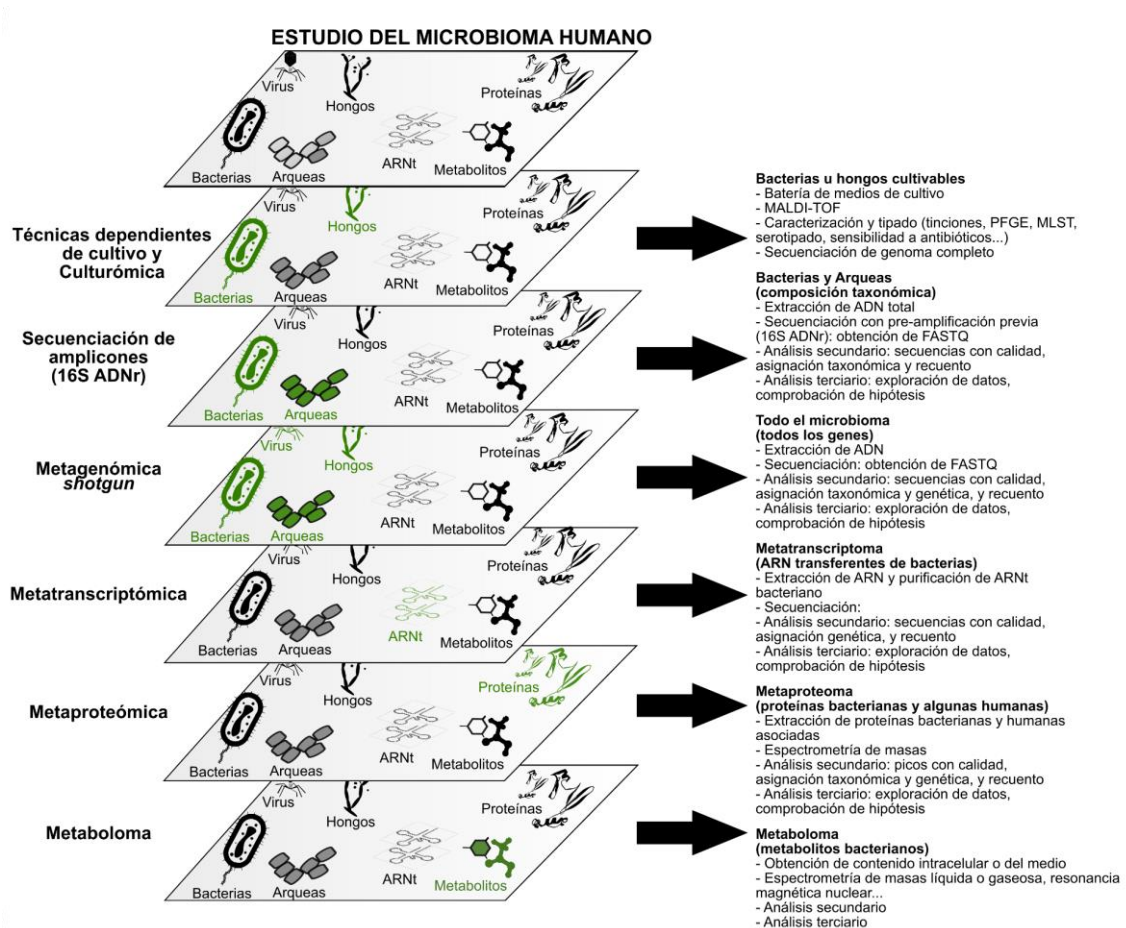 ESTUDIO DEL MICROBIOMA HUMANO
Virus
Hongos
Proteínas
Bacterias
Arqueas
ARNt
Metabolitos
Técnicas dependientes
de cultivo y
Culturómica
Virus
Hongos
Proteínas
Bacterias
Arqueas
ARNt
Metabolitos
Bacterias u hongos cultivables
- Batería de medios de cultivo
- MALDI-TOF
- Caracterización y tipado (tinciones, PFGE, MLST,
serotipado, sensibilidad a antibióticos...)
- Secuenciación de genoma completo
Secuenciación de
amplicones
(16S ADNr)
Virus
Hongos
Proteínas
Bacterias
Arqueas
ARNt
Metabolitos
Bacterias y Arqueas
(composición taxonómica)
- Extracción de ADN total
- Secuenciación con pre-amplificación previa
(16S ADNr): obtención de FASTQ
- Análisis secundario: secuencias con calidad,
asignación taxonómica y recuento
- Análisis terciario: exploración de datos,
comprobación de hipótesis
Metagenómica
shotgun
Virus
Hongos
Proteínas
Bacterias
Arqueas
ARNt
Metabolitos
Todo el microbioma
(todos los genes)
- Extracción de ADN
- Secuenciación: obtención de FASTQ
- Análisis secundario: secuencias con calidad,
asignación taxonómica y genética, y recuento
- Análisis terciario: exploración de datos,
comprobación de hipótesis
Metatranscriptómica
Virus
Hongos
Proteínas
Bacterias
Arqueas
ARNt
Metabolitos
Metatranscriptoma
(ARN transferentes de bacterias)
- Extracción de ARN y purificación de ARNt
bacteriano
- Secuenciación:
- Análisis secundario: secuencias con calidad,
asignación genética, y recuento
- Análisis terciario: exploración de datos,
comprobación de hipótesis
Metaproteómica
Virus
Hongos
Proteínas
Bacterias
Arqueas
ARNt
Metabolitos
Metaproteoma
(proteínas bacterianas y algunas humanas)
- Extracción de proteínas bacterianas y humanas
asociadas
- Espectrometría de masas
- Análisis secundario: picos con calidad,
asignación taxonómica y genética, y recuento
- Análisis terciario: exploración de datos,
comprobación de hipótesis
Metaboloma
Virus
Hongos
Proteínas
Bacterias
Arqueas
ARNt
Metabolitos
Metaboloma
(metabolitos bacterianos)
- Obtención de contenido intracelular o del medio
- Espectrometría de masas líquida o gaseosa, resonancia
magnética nuclear...
- Análisis secundario
- Análisis terciario